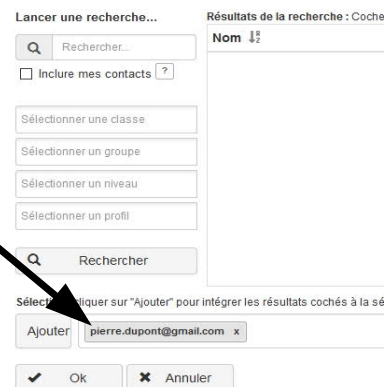 Lancer une recherche...
Résultats de la recherche : Coche
Rechercher...
Nom
Inclure mes contacts ?
Sélectionner une classe
Sélectionner un groupe
Sélectionner un niveau
Sélectionner un profil
Rechercher
cliquer sur "Ajouter" pour intégrer les résultats cochés à la sé
Ajouter pierre.dupont@gmail.com x
Ok Annuler